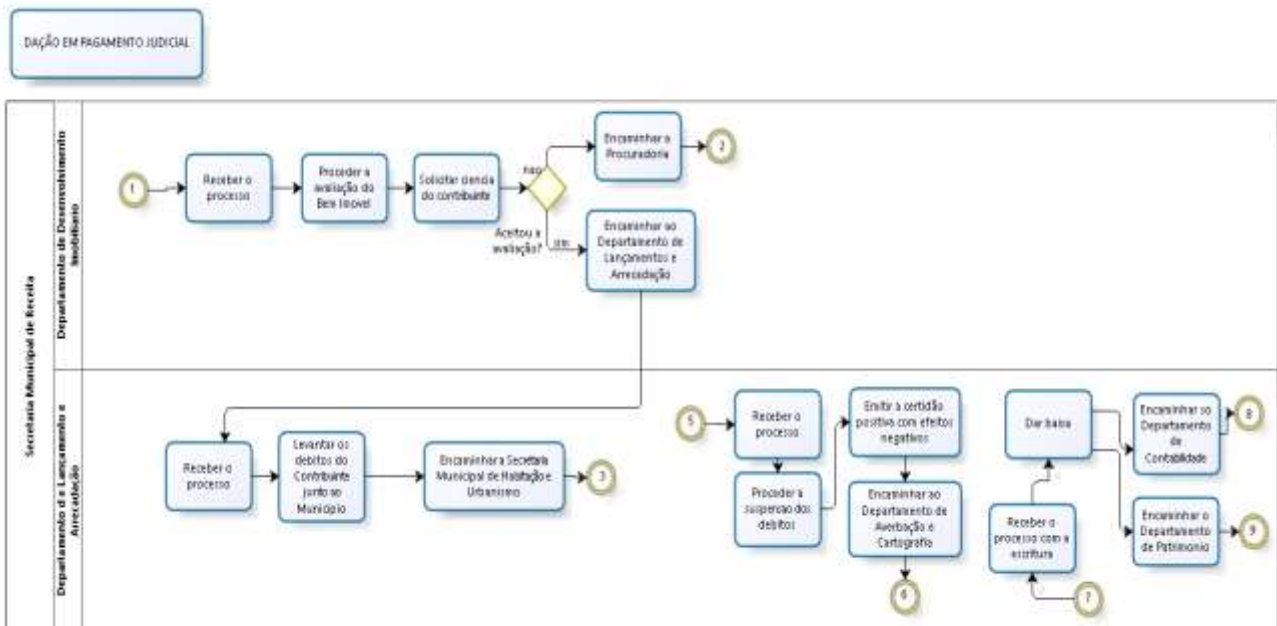 DAÇÃO EM PAGAMENTO JUDICIAL
Secretaria Municipal de Receita
Departamento de Desenvolvimento
Imobiliario
1
Receber o
processo
Proceder a
avaliação do
Bem Imovel
Solicitar ciencia
do contribuinte
nao
Aceitou a
avaliação?
sim
Encaminhar a
Procuradoria
2
Encaminhar ao
Departamento de
Lançamentos e
Arrecadação
Departamento d e Lançamento e
Arrecadação
Receber o
processo
Levantar os
debitos do
Contribuinte
junto ao
Municipio
Encaminhar a Secretaria
Municipal de Habitação e
Urbanismo
3
5
Receber o
processo
Proceder a
suspensao dos
debitos
Emitir a certidão
positiva com efeitos
negativos
Encaminhar ao
Departamento de
Averbação e
Cartografia
6
7
Receber o
processo com a
escritura
Dar baixa
Encaminhar so
Departamento
de
Contabilidade
8
Encaminhar o
Departamento
de Patrimonio
9